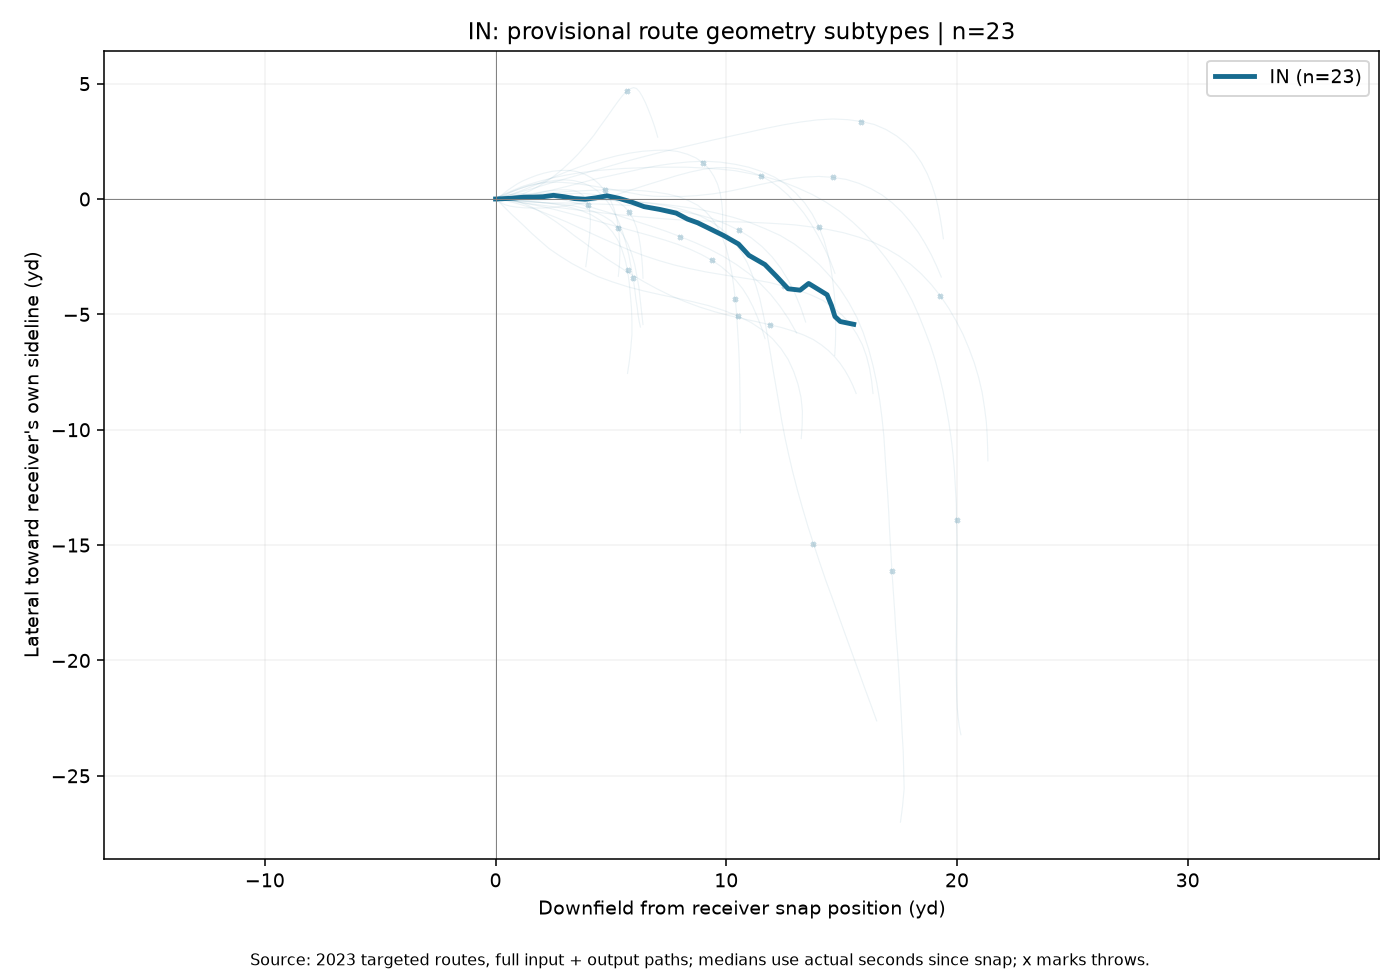 IN: provisional route geometry subtypes | n=23
IN (n=23)
5
0
−5
−10
−15
−20
−25
Lateral toward receiver's own sideline (yd)
−10
0
10
20
30
Downfield from receiver snap position (yd)
Source: 2023 targeted routes, full input + output paths; medians use actual seconds since snap; x marks throws.